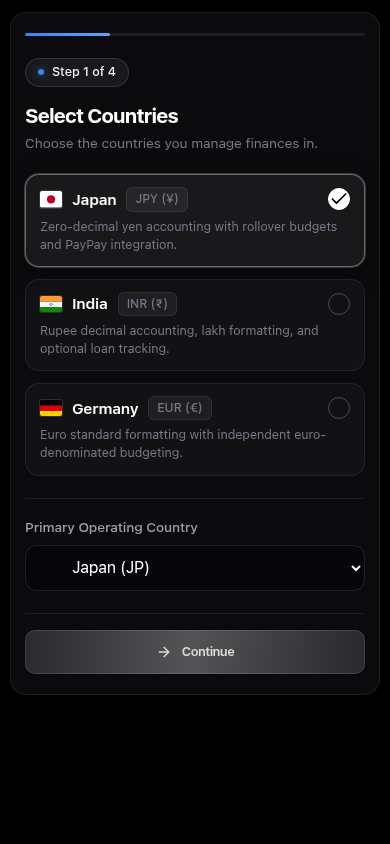 Step 1 of 4
Select Countries
Choose the countries you manage finances in.
Japan JPY (¥)
Zero-decimal yen accounting with rollover budgets
and PayPay integration.
India INR (₹)
Rupee decimal accounting, lakh formatting, and
optional loan tracking.
Germany EUR (€)
Euro standard formatting with independent euro-
denominated budgeting.
Primary Operating Country
Japan (JP)
Continue